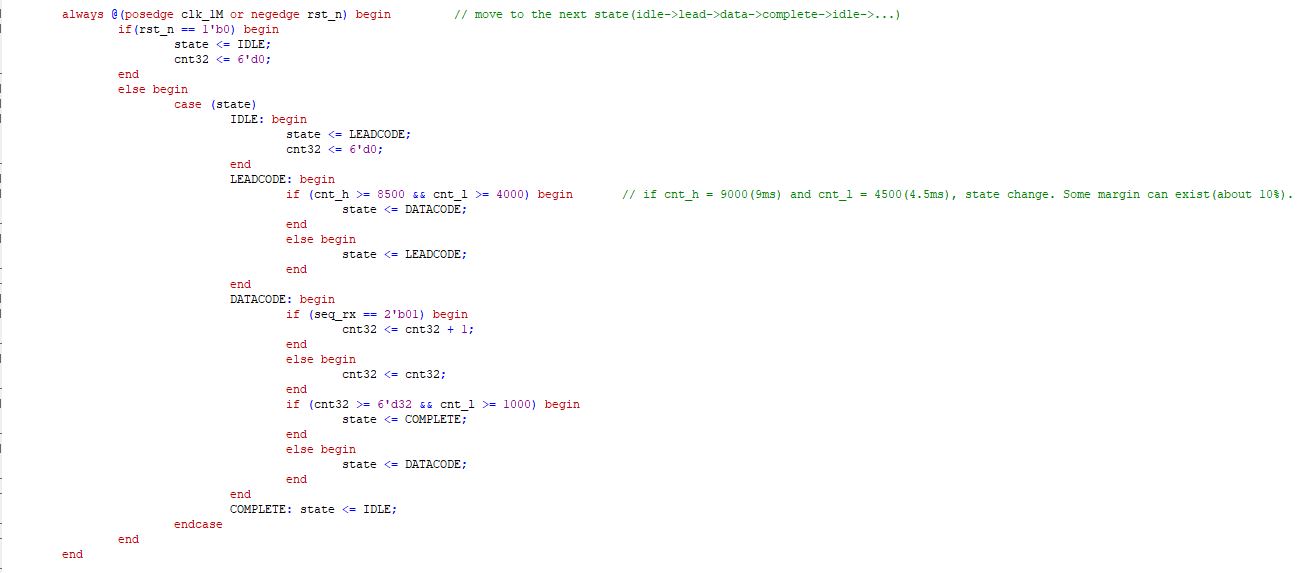 always @(posedge clk_1M or negedge rst_n) begin // move to the next state(idle->lead->data->complete->idle->...)
if(rst_n == 1'b0) begin
state <= IDLE;
cnt32 <= 6'd0;
end
else begin
case (state)
IDLE: begin
state <= LEADCODE;
cnt32 <= 6'd0;
end
LEADCODE: begin
if (cnt_h >= 8500 && cnt_l >= 4000) begin // if cnt_h = 9000(9ms) and cnt_l = 4500(4.5ms), state change. Some margin can exist(about 10%).
state <= DATACODE;
end
else begin
state <= LEADCODE;
end
end
DATACODE: begin
if (seq_rx == 2'b01) begin
cnt32 <= cnt32 + 1;
end
else begin
cnt32 <= cnt32;
end
if (cnt32 >= 6'd32 && cnt_l >= 1000) begin
state <= COMPLETE;
end
else begin
state <= DATACODE;
end
end
COMPLETE: state <= IDLE;
endcase
end
end